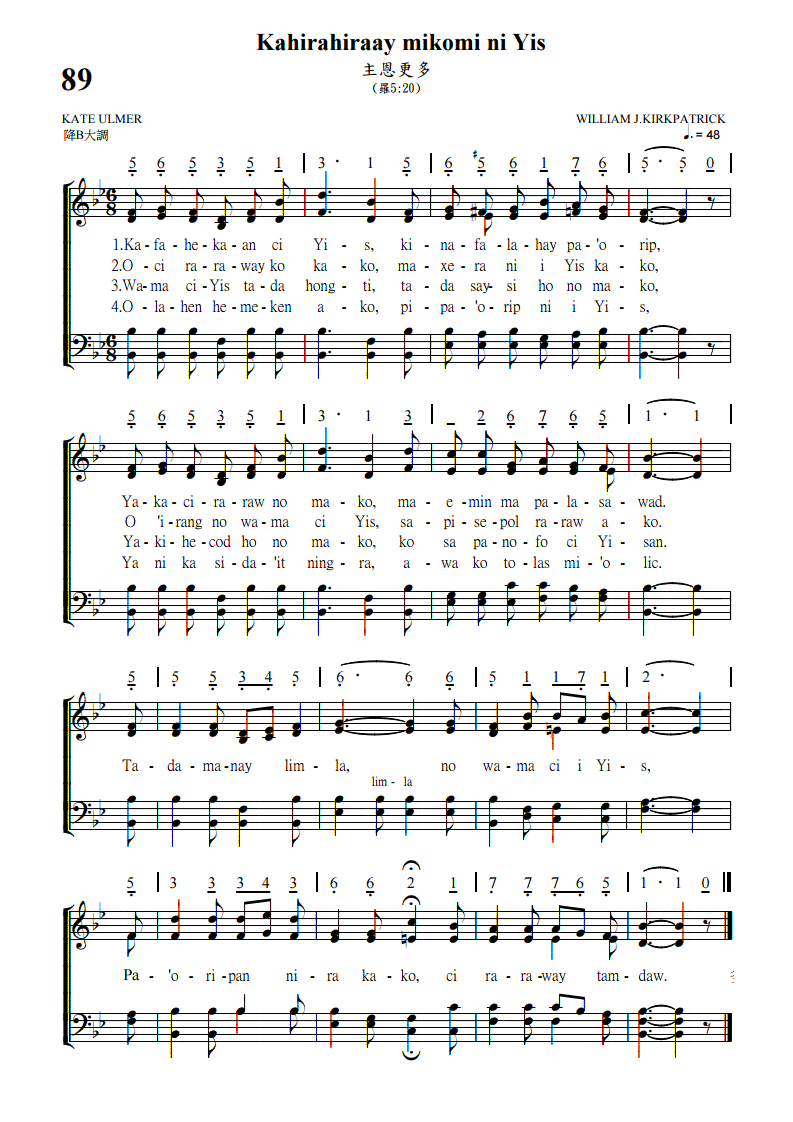 Kahirahiraay mikomi ni Yis
主恩更多
89
(羅5:20)
KATE ULMER
WILLIAM J.KIRKPATRICK
降B大調
♩. = 48
5 6 5 3 5 1 | 3 · 1 5 | 6 #5 6 1 7 6 | 5 · 5 0 |
1.Ka - fa - he - ka - an ci Yi - s, ki - na - fa - la - hay pa - 'o - rip,
2.O - ci ra - ra - way ko ka - ko, ma - xe - ra ni i Yis ka - ko,
3.Wa - ma ci - Yis ta - da hong - ti, ta - da say - si ho no ma - ko,
4.O - la - hen he - me - ken a - ko, pi - pa - 'o - rip ni i Yi - s,
5 6 5 3 5 1 | 3 · 1 3 | - 2 6 7 6 5 | 1 · 1 |
Ya - ka - ci - ra - raw no ma - ko, ma - e - min ma pa - la - sa - wad.
O 'i - rang no wa - ma ci Yis, sa - pi - se - pol ra - raw a - ko.
Ya - ki - he - cod ho no ma - ko, ko sa pa - no - fo ci Yi - san.
Ya ni ka si - da - 'it ning - ra, a - wa ko to - las mi - 'o - lic.
5 | 5 5 3 4 5 | 6 · 6 6 | 5 1 1 7 1 | 2 · |
Ta - da - ma - nay lim - la, no wa - ma ci i Yi - s,
lim - la
5 | 3 3 3 4 3 | 6 6 2 1 | 7 7 7 6 5 | 1 · 1 0
Pa - 'o - ri - pan ni - ra ka - ko, ci ra - ra - way tam - daw.